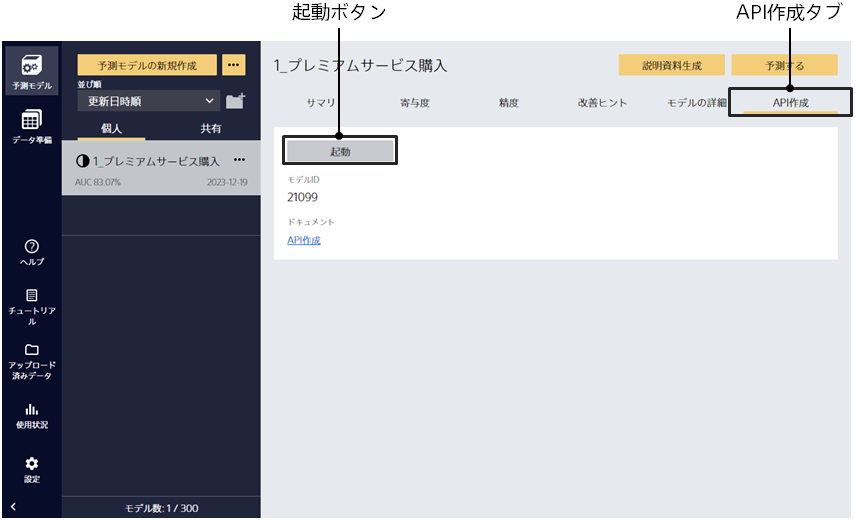 起動ボタン
API作成タブ
予測モデル
データ準備
ヘルプ
チュートリア
ル
アップロード
済みデータ
使用状況
設定
予測モデルの新規作成
並び順
更新日時順
個人
共有
1_プレミアムサービス購入
AUC 83.07%
2023-12-19
モデル数: 1 / 300
1_プレミアムサービス購入
説明資料生成
予測する
サマリ
寄与度
精度
改善ヒント
モデルの詳細
API作成
起動
モデルID
21099
ドキュメント
API作成